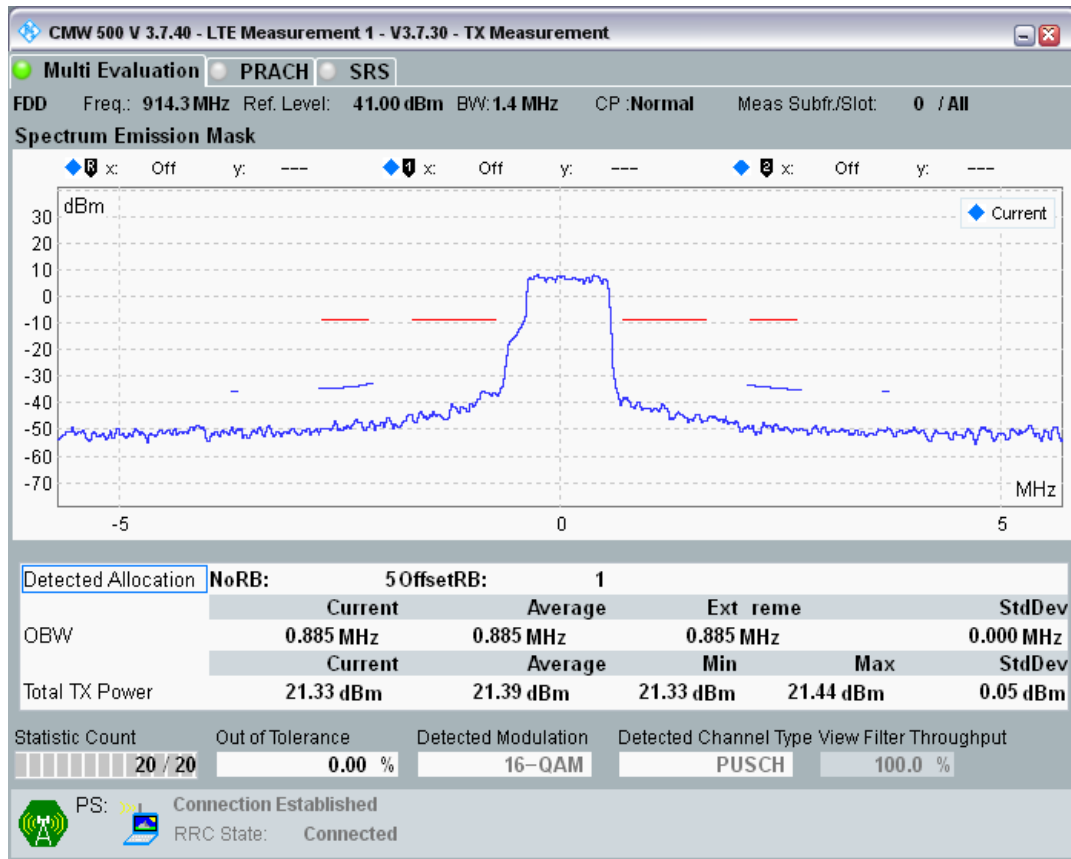 CMW 500 V 3.7.40 - LTE Measurement 1 - V3.7.30 - TX Measurement
Multi Evaluation PRACH SRS
FDD Freq.: 914.3 MHz Ref. Level: 41.00 dBm BW: 1.4 MHz CP :Normal Meas Subfr./Slot: 0 / All
Spectrum Emission Mask
R x: Off y: --- 1 x: Off y: --- 2 x: Off y: ---
dBm
Current
30
20
10
0
-10
-20
-30
-40
-50
-60
-70
MHz
-5 0 5
Detected Allocation NoRB: 5 OffsetRB: 1
Current Average Ext reme StdDev
OBW 0.885 MHz 0.885 MHz 0.885 MHz 0.000 MHz
Current Average Min Max StdDev
Total TX Power 21.33 dBm 21.39 dBm 21.33 dBm 21.44 dBm 0.05 dBm
Statistic Count Out of Tolerance Detected Modulation Detected Channel Type View Filter Throughput
20 / 20 0.00 % 16-QAM PUSCH 100.0 %
PS: Connection Established
RRC State: Connected